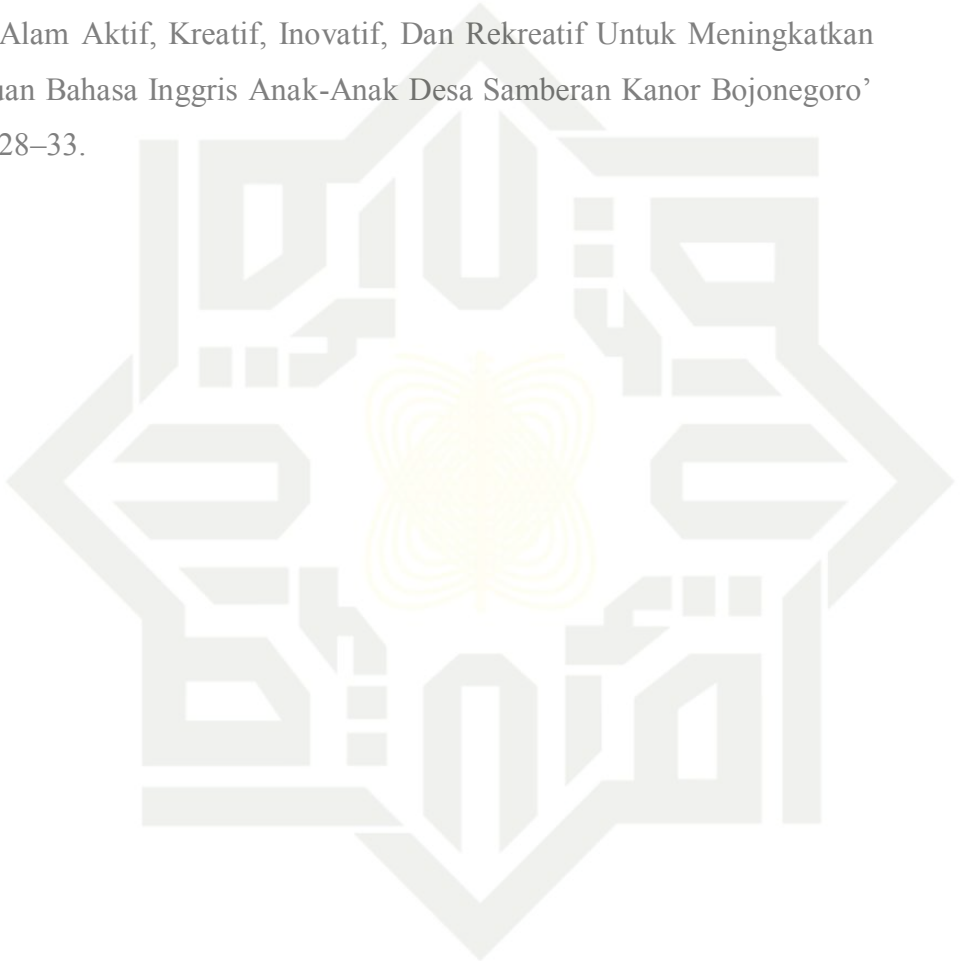 Alam Aktif, Kreatif, Inovatif, Dan Rekreatif Untuk Meningkatkan
uan Bahasa Inggris Anak-Anak Desa Samberan Kanor Bojonegoro’
28–33.